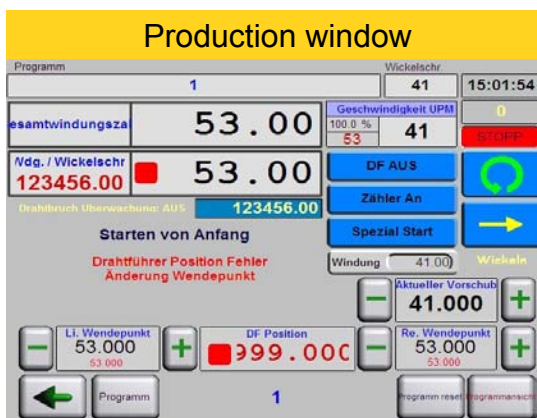 Production window
Programm
1
Wickelschr.
41
15:01:54
esamtwindungszal
53.00
Geschwindigkeit UPM
100.0 %
53
41
0
STOPP
Wdg. / Wickelschr
123456.00
53.00
DF AUS
Drahtbruch Überwachung: AUS
123456.00
Zähler An
Starten von Anfang
Spezial Start
Drahtführer Position Fehler
Änderung Wendepunkt
Windung
41.00
Wickeln
Aktueller Vorschub
41.000
Li. Wendepunkt
53.000
53.000
DF Position
999.00
Re. Wendepunkt
53.000
53.000
Programm
1
Programm reset
Programmansicht